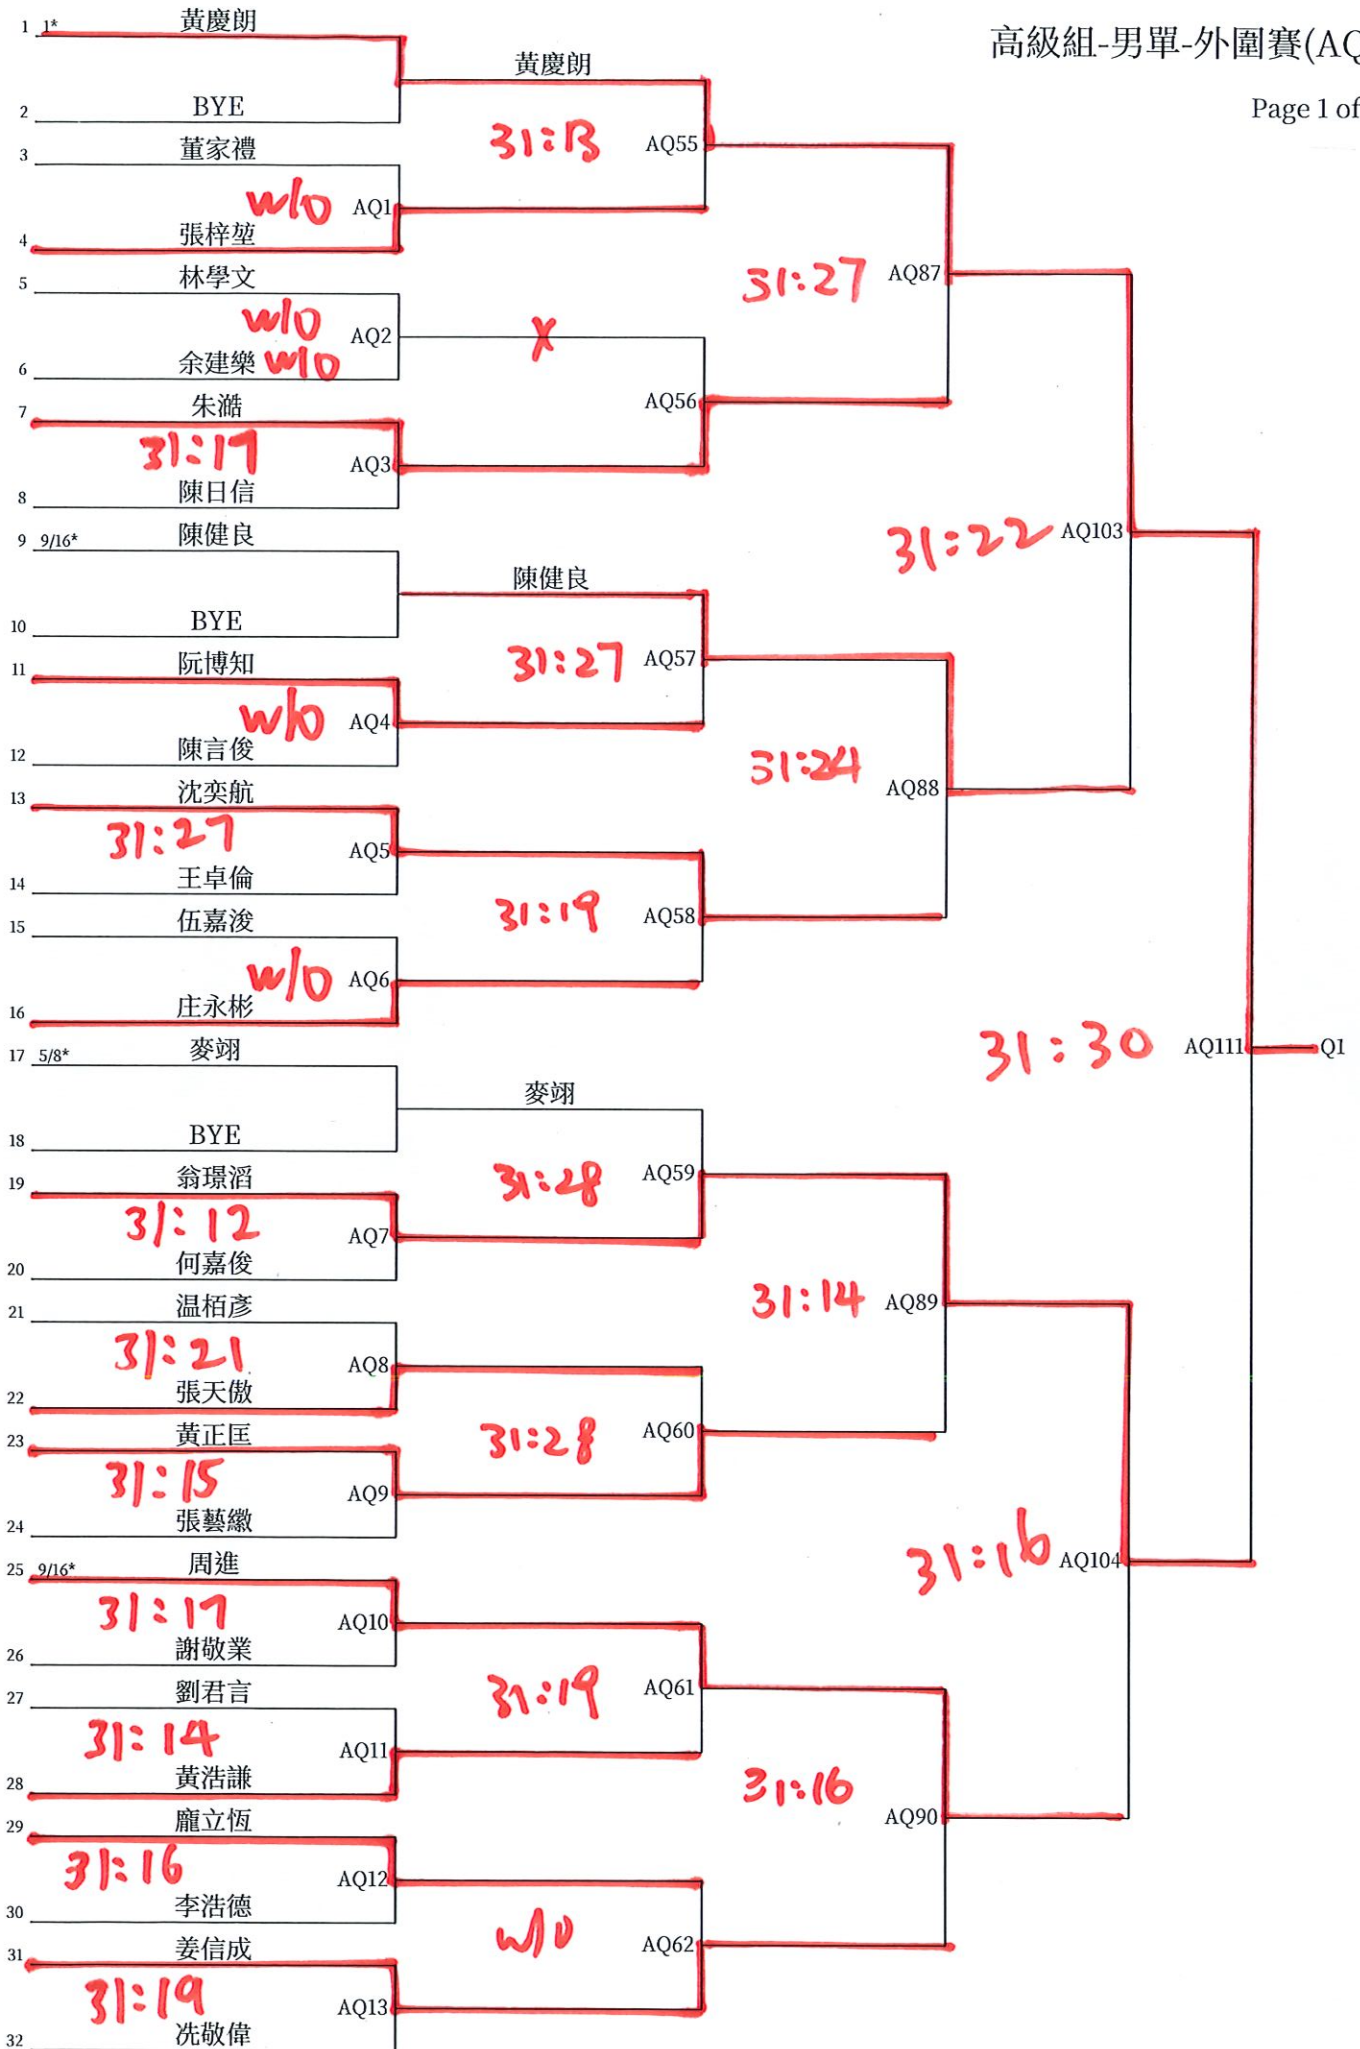 高級組-男單-外圍賽(AQ
Page 1 of
1 1* 黃慶朗
黃慶朗
2 BYE
31:13 AQ55
3 董家禮
w/o AQ1
4 張梓堃
31:27 AQ87
5 林學文
w/o AQ2 X
6 余建樂 w/o
AQ56
7 朱澔
31:17 AQ3
8 陳日信
31:22 AQ103
9 9/16* 陳健良
陳健良
10 BYE
31:27 AQ57
11 阮博知
w/o AQ4
12 陳言俊
31:24 AQ88
13 沈奕航
31:27 AQ5
14 王卓倫
31:19 AQ58
15 伍嘉浚
w/o AQ6
16 庄永彬
31:30 AQ111 Q1
17 5/8* 麥翊
麥翊
18 BYE
31:28 AQ59
19 翁璟滔
31:12 AQ7
20 何嘉俊
31:14 AQ89
21 温栢彥
31:21 AQ8
22 張天傲
31:28 AQ60
23 黃正匡
31:15 AQ9
24 張藝繳
31:16 AQ104
25 9/16* 周進
31:17 AQ10
26 謝敬業
31:19 AQ61
27 劉君言
31:14 AQ11
28 黃浩謙
31:16 AQ90
29 龐立恆
31:16 AQ12
30 李浩德
w/o AQ62
31 姜信成
31:19 AQ13
32 冼敬偉